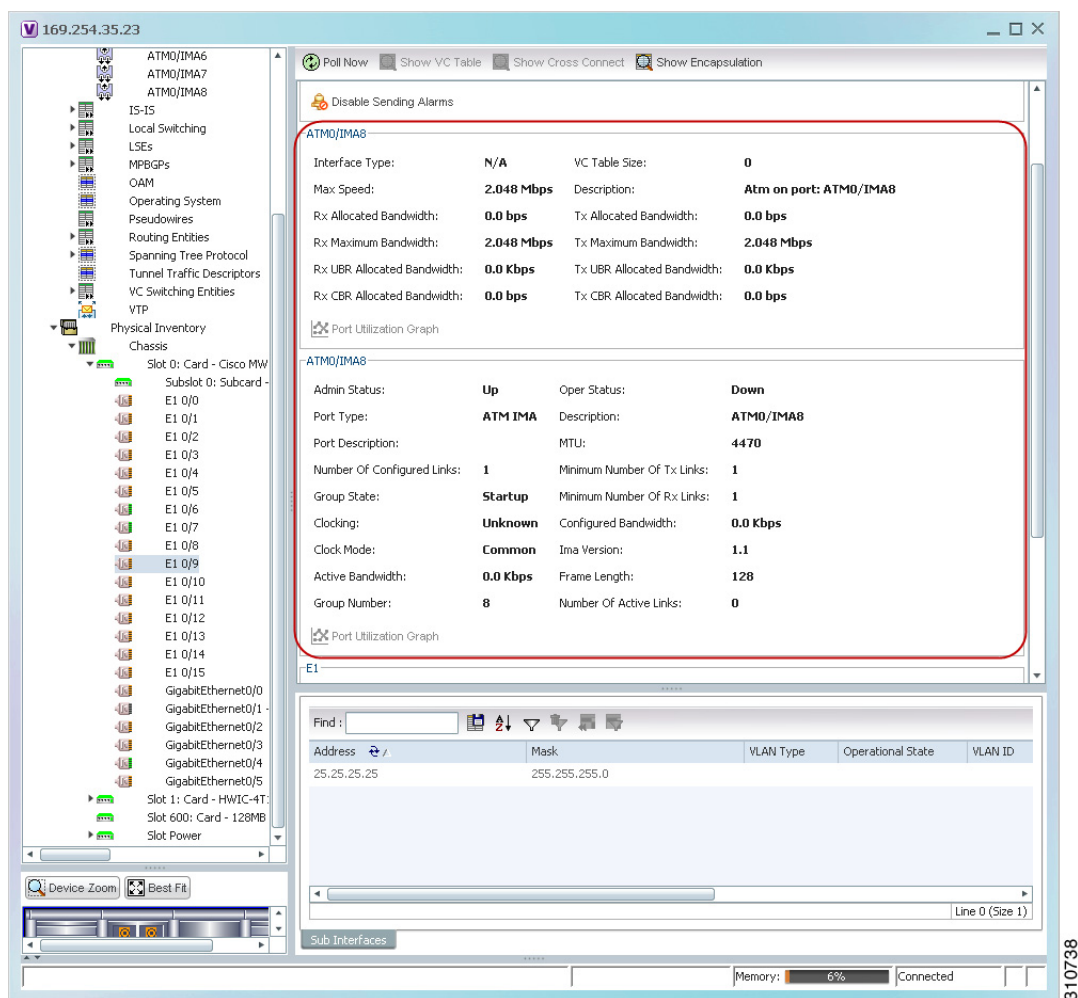 V 169.254.35.23
ATM0/IMA6
ATM0/IMA7
ATM0/IMA8
IS-IS
Local Switching
LSEs
MPBGPs
OAM
Operating System
Pseudowires
Routing Entities
Spanning Tree Protocol
Tunnel Traffic Descriptors
VC Switching Entities
VTP
Physical Inventory
Chassis
Slot 0: Card - Cisco MW
Subslot 0: Subcard -
E1 0/0
E1 0/1
E1 0/2
E1 0/3
E1 0/4
E1 0/5
E1 0/6
E1 0/7
E1 0/8
E1 0/9
E1 0/10
E1 0/11
E1 0/12
E1 0/13
E1 0/14
E1 0/15
GigabitEthernet0/0
GigabitEthernet0/1 -
GigabitEthernet0/2
GigabitEthernet0/3
GigabitEthernet0/4
GigabitEthernet0/5
Slot 1: Card - HWIC-4T:
Slot 600: Card - 128MB
Slot Power
Device Zoom Best Fit
Poll Now Show VC Table Show Cross Connect Show Encapsulation
Disable Sending Alarms
ATM0/IMA8
Interface Type: N/A VC Table Size: 0
Max Speed: 2.048 Mbps Description: Atm on port: ATM0/IMA8
Rx Allocated Bandwidth: 0.0 bps Tx Allocated Bandwidth: 0.0 bps
Rx Maximum Bandwidth: 2.048 Mbps Tx Maximum Bandwidth: 2.048 Mbps
Rx UBR Allocated Bandwidth: 0.0 Kbps Tx UBR Allocated Bandwidth: 0.0 Kbps
Rx CBR Allocated Bandwidth: 0.0 bps Tx CBR Allocated Bandwidth: 0.0 bps
Port Utilization Graph
ATM0/IMA8
Admin Status: Up Oper Status: Down
Port Type: ATM IMA Description: ATM0/IMA8
Port Description: MTU: 4470
Number Of Configured Links: 1 Minimum Number Of Tx Links: 1
Group State: Startup Minimum Number Of Rx Links: 1
Clocking: Unknown Configured Bandwidth: 0.0 Kbps
Clock Mode: Common Ima Version: 1.1
Active Bandwidth: 0.0 Kbps Frame Length: 128
Group Number: 8 Number Of Active Links: 0
Port Utilization Graph
E1
Find :
Address Mask VLAN Type Operational State VLAN ID
25.25.25.25 255.255.255.0
Line 0 (Size 1)
Sub Interfaces
Memory: 6% Connected
310738